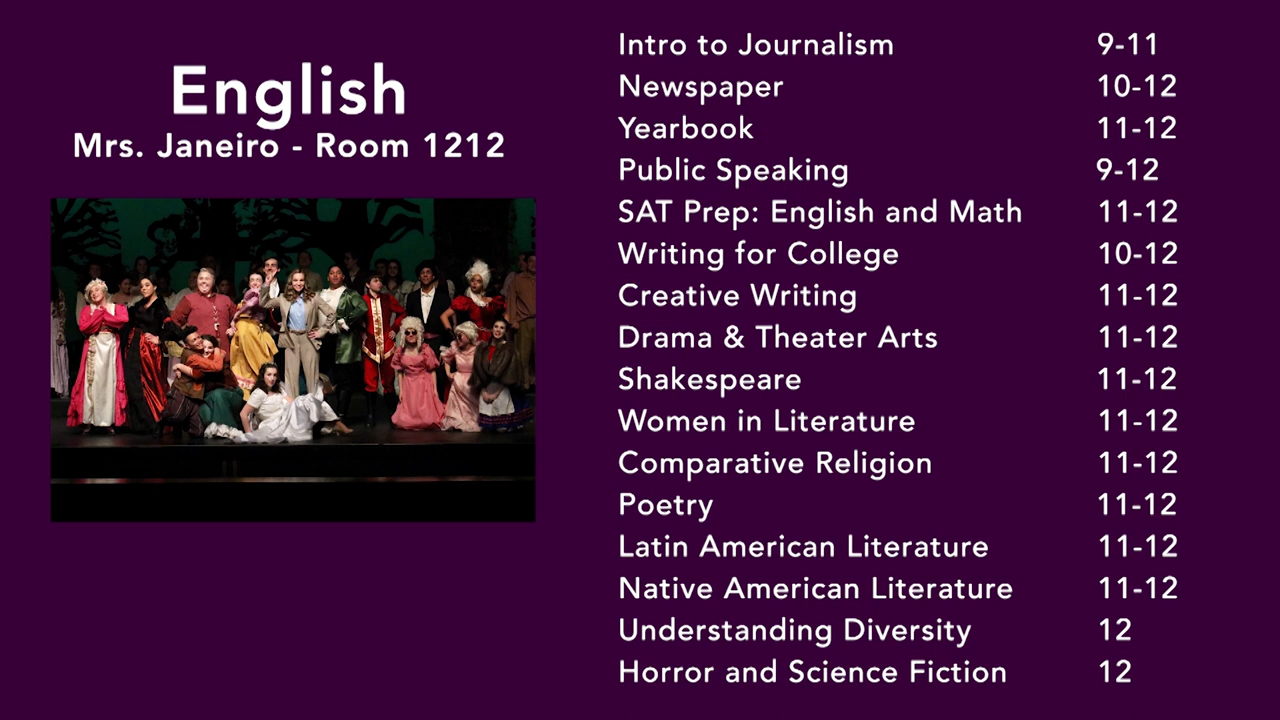 English
Mrs. Janeiro - Room 1212
Intro to Journalism 9-11
Newspaper 10-12
Yearbook 11-12
Public Speaking 9-12
SAT Prep: English and Math 11-12
Writing for College 10-12
Creative Writing 11-12
Drama & Theater Arts 11-12
Shakespeare 11-12
Women in Literature 11-12
Comparative Religion 11-12
Poetry 11-12
Latin American Literature 11-12
Native American Literature 11-12
Understanding Diversity 12
Horror and Science Fiction 12